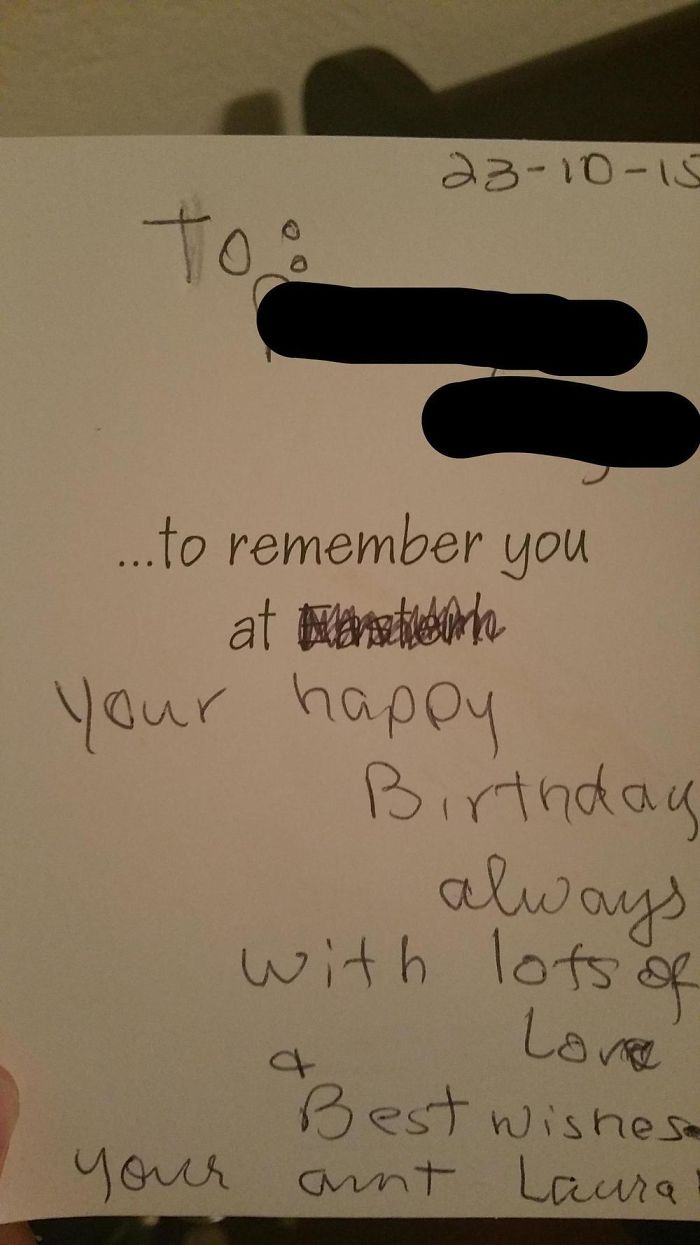 23-10-15
To:
...to remember you
at
your happy
Birthday
always
with lots of
Love
&
Best wishes
your aunt Laura